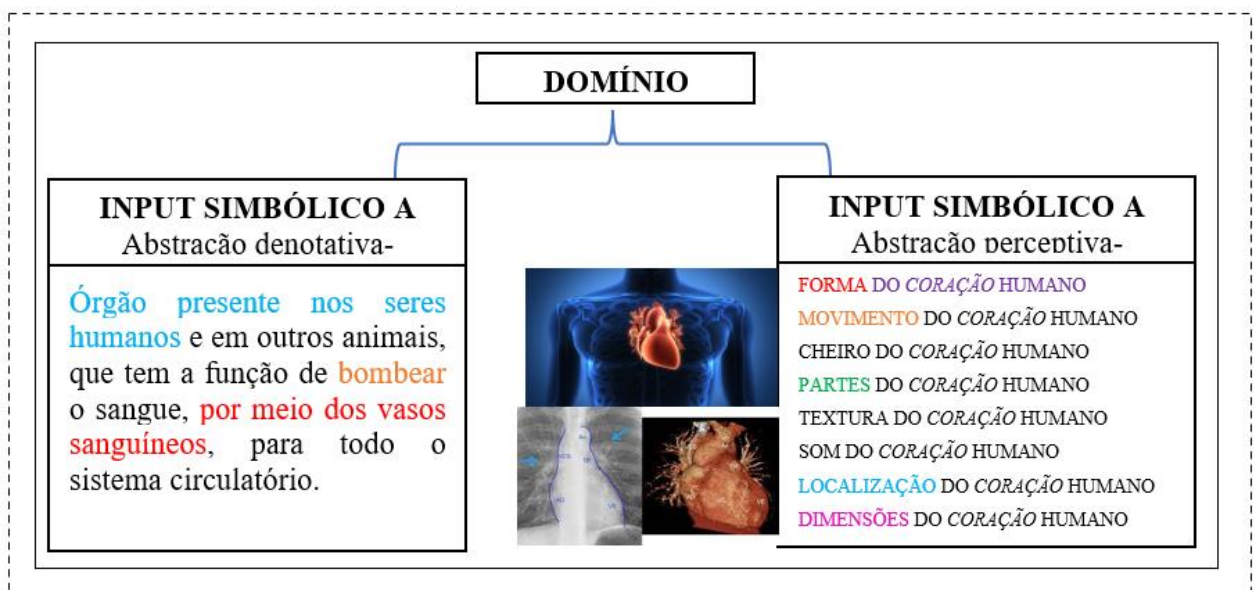 DOMÍNIO
INPUT SIMBÓLICO A
Abstração denotativa-
Órgão presente nos seres
humanos e em outros animais,
que tem a função de bombear
o sangue, por meio dos vasos
sanguíneos, para todo o
sistema circulatório.
INPUT SIMBÓLICO A
Abstração perceptiva-
FORMA DO CORAÇÃO HUMANO
MOVIMENTO DO CORAÇÃO HUMANO
CHEIRO DO CORAÇÃO HUMANO
PARTES DO CORAÇÃO HUMANO
TEXTURA DO CORAÇÃO HUMANO
SOM DO CORAÇÃO HUMANO
LOCALIZAÇÃO DO CORAÇÃO HUMANO
DIMENSÕES DO CORAÇÃO HUMANO